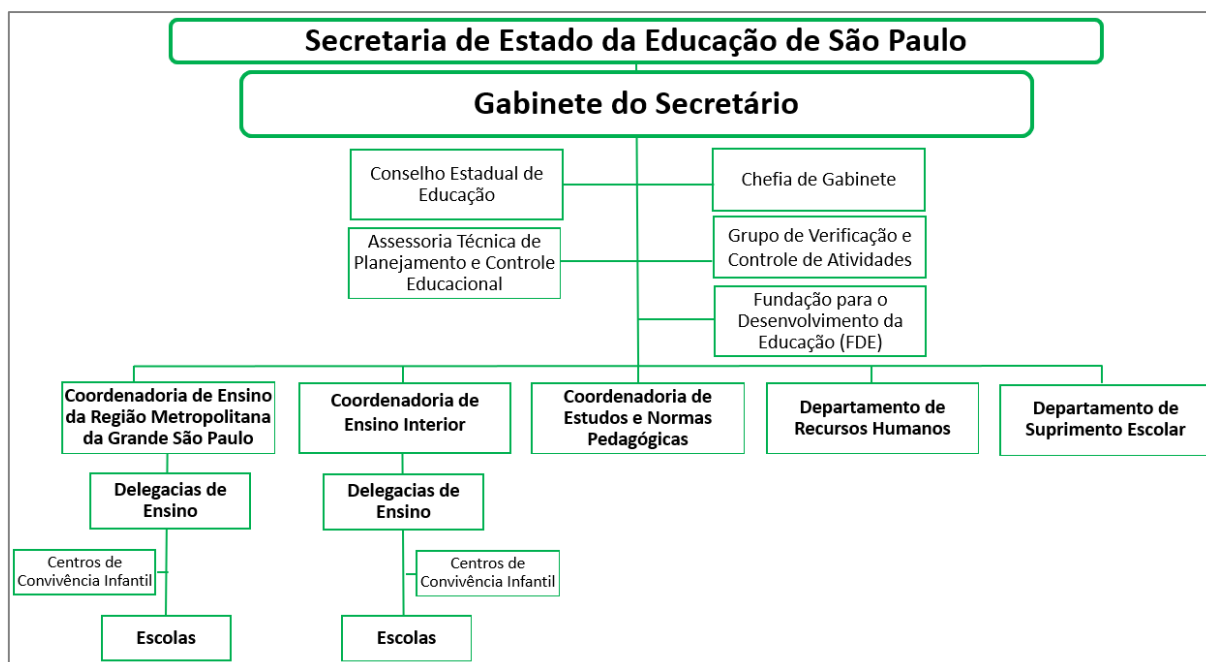 Secretaria de Estado da Educação de São Paulo
Gabinete do Secretário
Conselho Estadual de
Educação
Chefia de Gabinete
Assessoria Técnica de
Planejamento e Controle
Educacional
Grupo de Verificação e
Controle de Atividades
Fundação para o
Desenvolvimento da
Educação (FDE)
Coordenadoria de Ensino
da Região Metropolitana
da Grande São Paulo
Coordenadoria de
Ensino Interior
Coordenadoria de
Estudos e Normas
Pedagógicas
Departamento de
Recursos Humanos
Departamento de
Suprimento Escolar
Delegacias de
Ensino
Delegacias de
Ensino
Centros de
Convivência Infantil
Centros de
Convivência Infantil
Escolas
Escolas